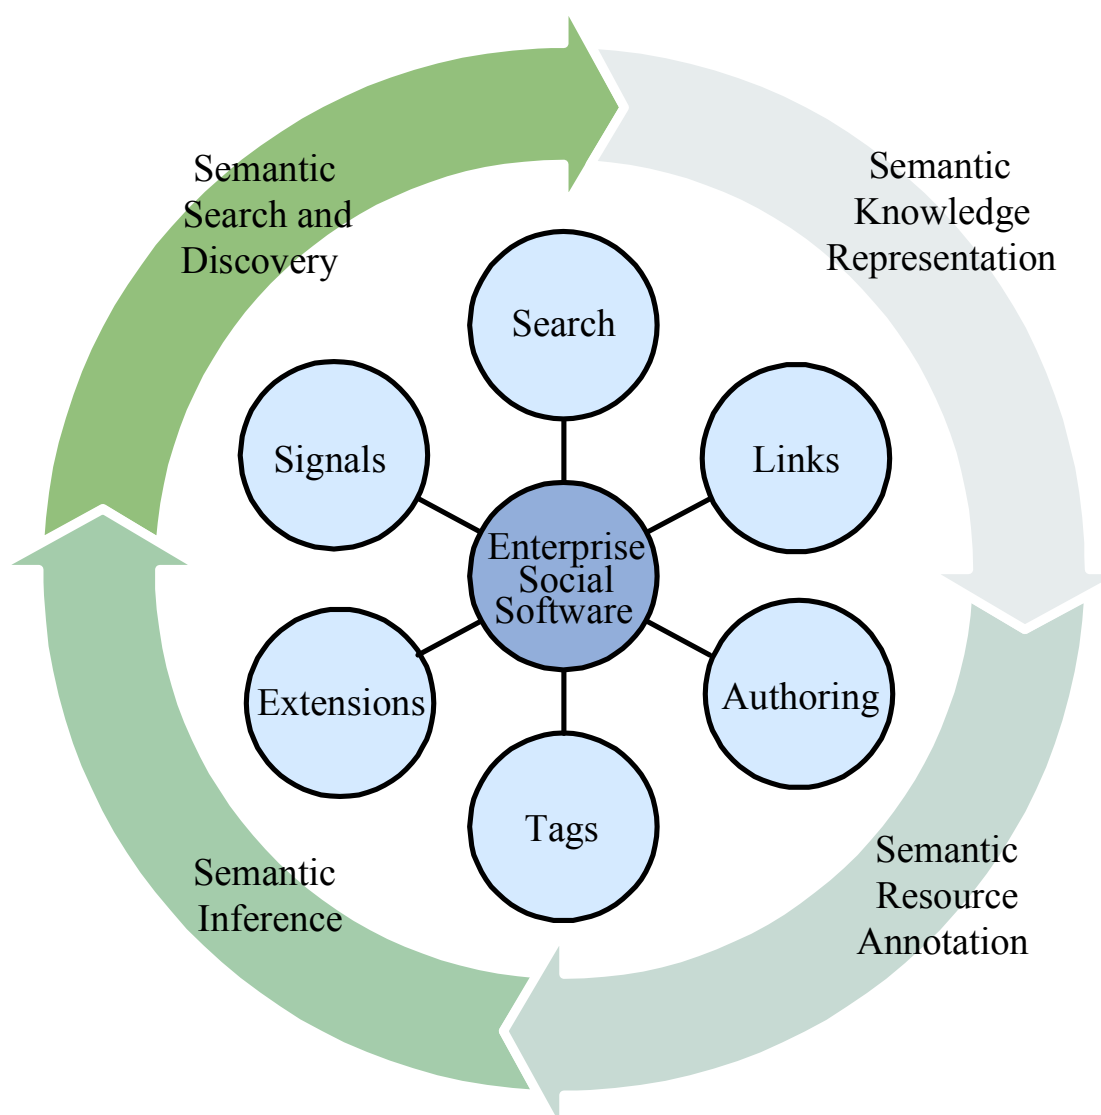 Semantic
Search and
Discovery
Semantic
Knowledge
Representation
Search
Signals
Links
Enterprise
Social
Software
Extensions
Authoring
Tags
Semantic
Inference
Semantic
Resource
Annotation